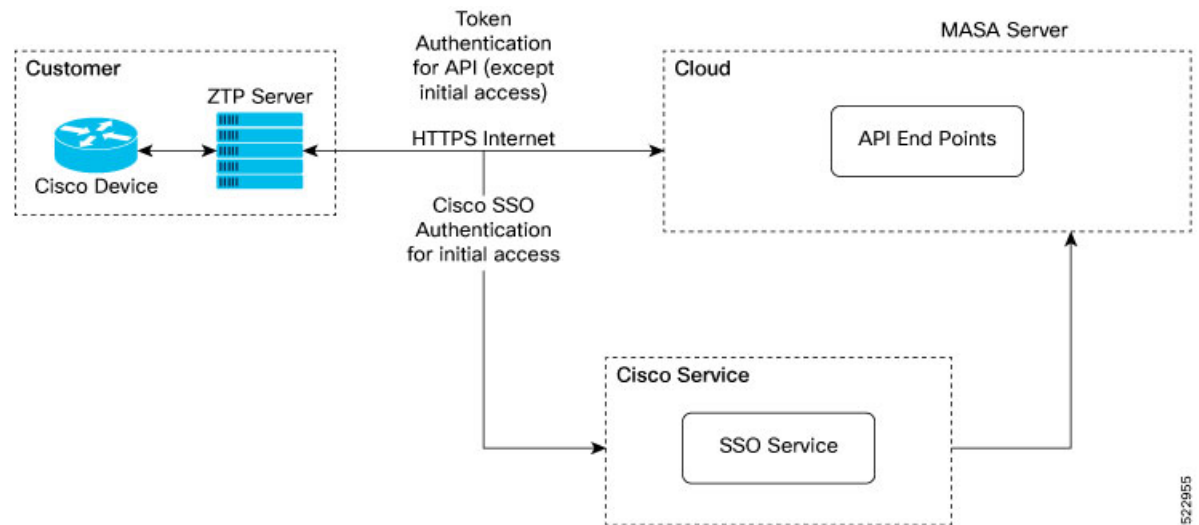 Token
Authentication
for API (except
initial access)
MASA Server
Customer
ZTP Server
Cisco Device
HTTPS Internet
Cloud
API End Points
Cisco SSO
Authentication
for initial access
Cisco Service
SSO Service
522955